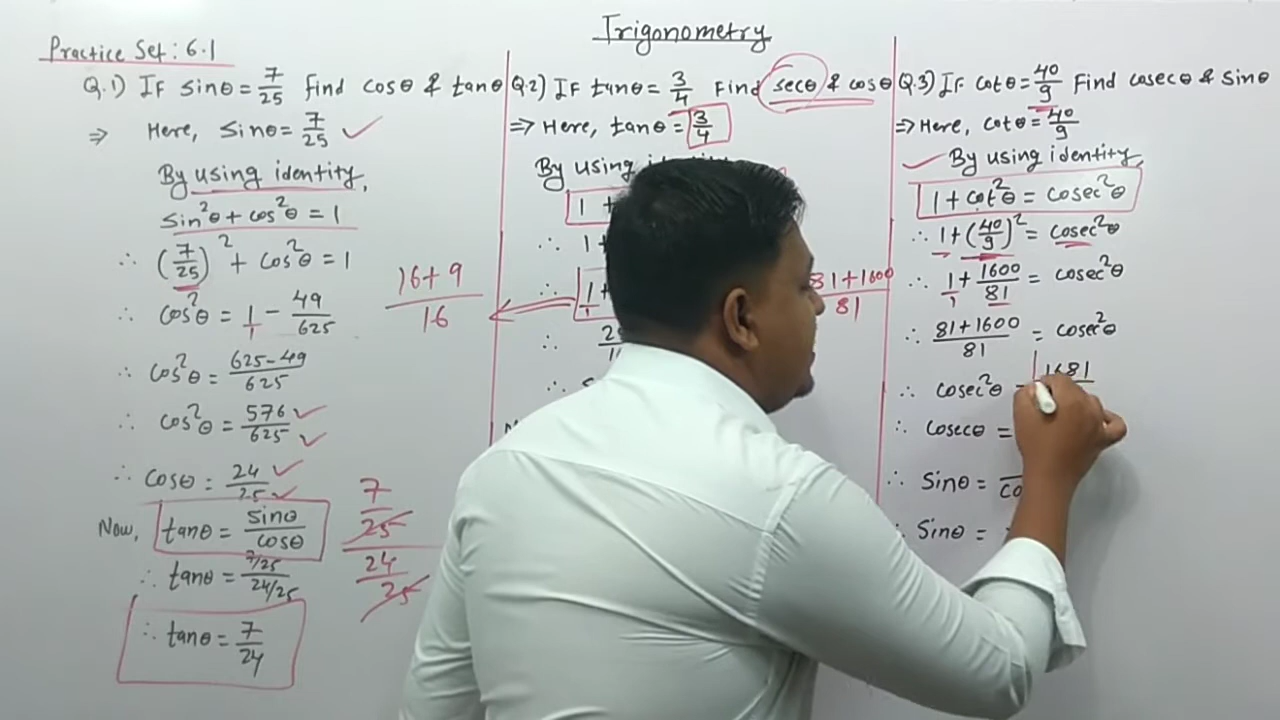 Trigonometry
Practice Set: 6.1
Q.1) If sinθ = 7/25 Find cosθ & tanθ
⇒ Here, sinθ = 7/25 ✓
By using identity,
sin²θ + cos²θ = 1
∴ (7/25)² + cos²θ = 1
∴ cos²θ = 1/1 - 49/625
∴ cos²θ = 625-49/625
∴ cos²θ = 576/625
∴ cosθ = 24/25
Now, tanθ = sinθ/cosθ
∴ tanθ = 7/25/24/25
∴ tanθ = 7/24
7/25
24/25
16+9/16
Q.2) If tanθ = 3/4 Find secθ & cosθ
⇒ Here, tanθ = 3/4
By using
1 +
∴ 1
∴ 1/1
∴
∴
81+1600/81
Q.3) If cotθ = 40/9 Find cosecθ & sinθ
⇒ Here, cotθ = 40/9
By using identity,
1 + cot²θ = cosec²θ
∴ 1 + (40/9)² = cosec²θ
∴ 1/1 + 1600/81 = cosec²θ
∴ 81+1600/81 = cosec²θ
∴ cosec²θ = 1681
∴ cosecθ =
∴ sinθ =
∴ sinθ =